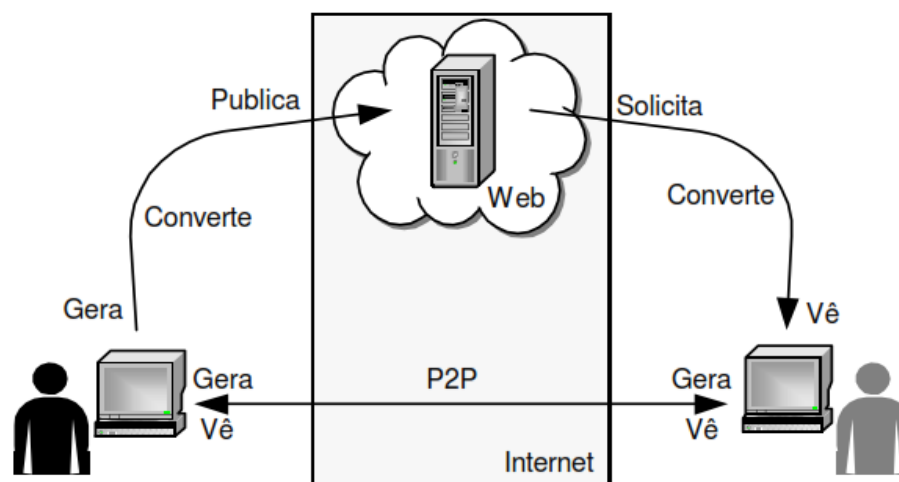 Publica
Solicita
Web
Converte
Converte
Gera
Vê
Gera
P2P
Gera
Vê
Vê
Internet